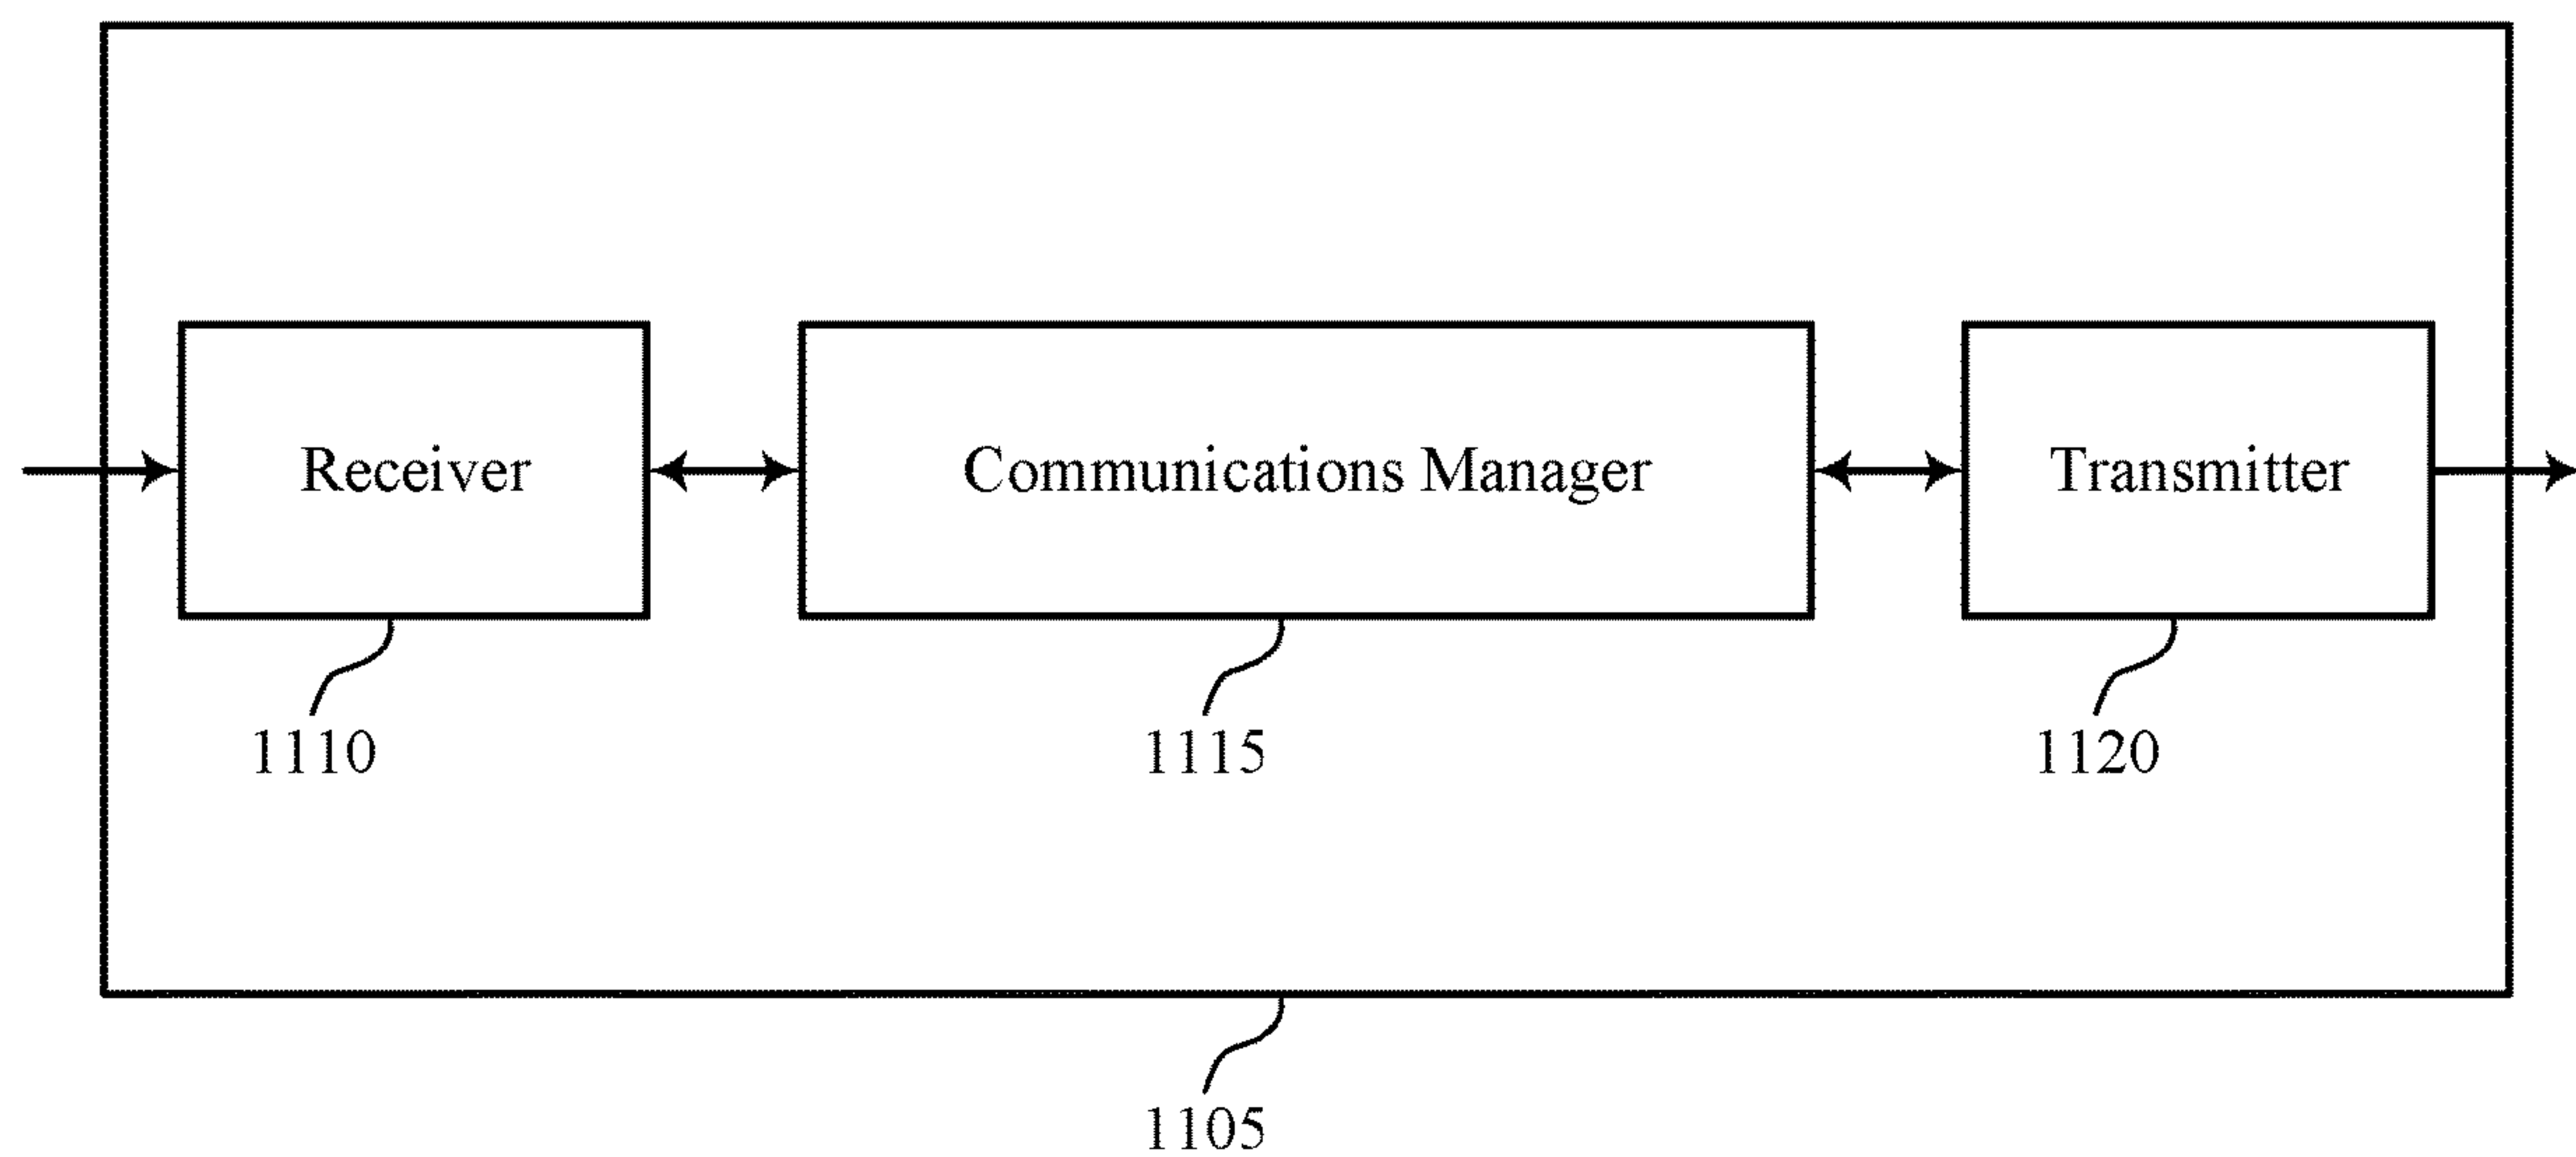 Receiver
Communications Manager
Transmitter
1110
1115
1120
1105